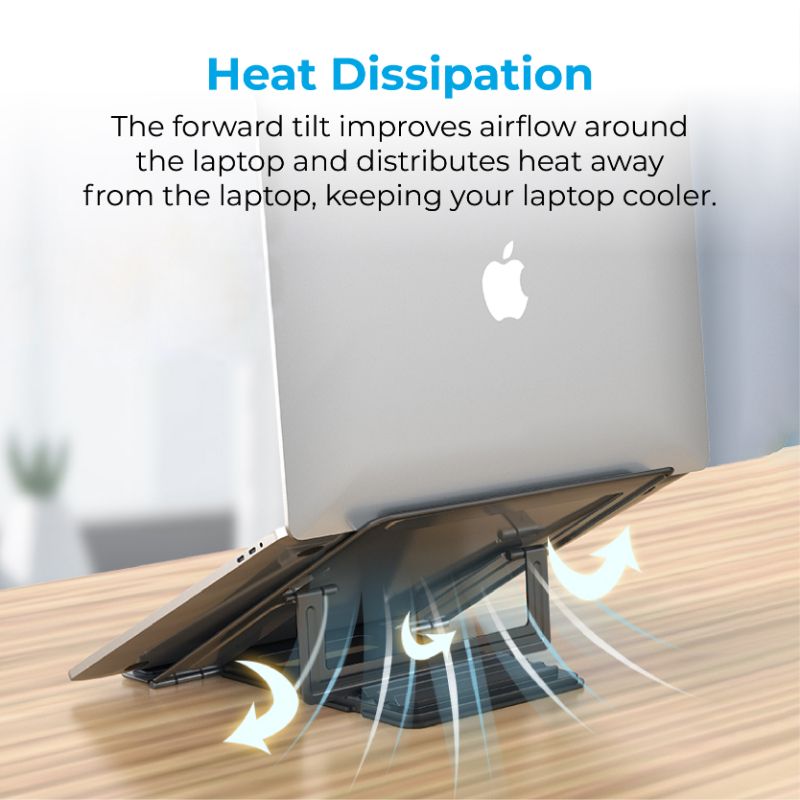 Heat Dissipation
The forward tilt improves airflow around
the laptop and distributes heat away
from the laptop, keeping your laptop cooler.